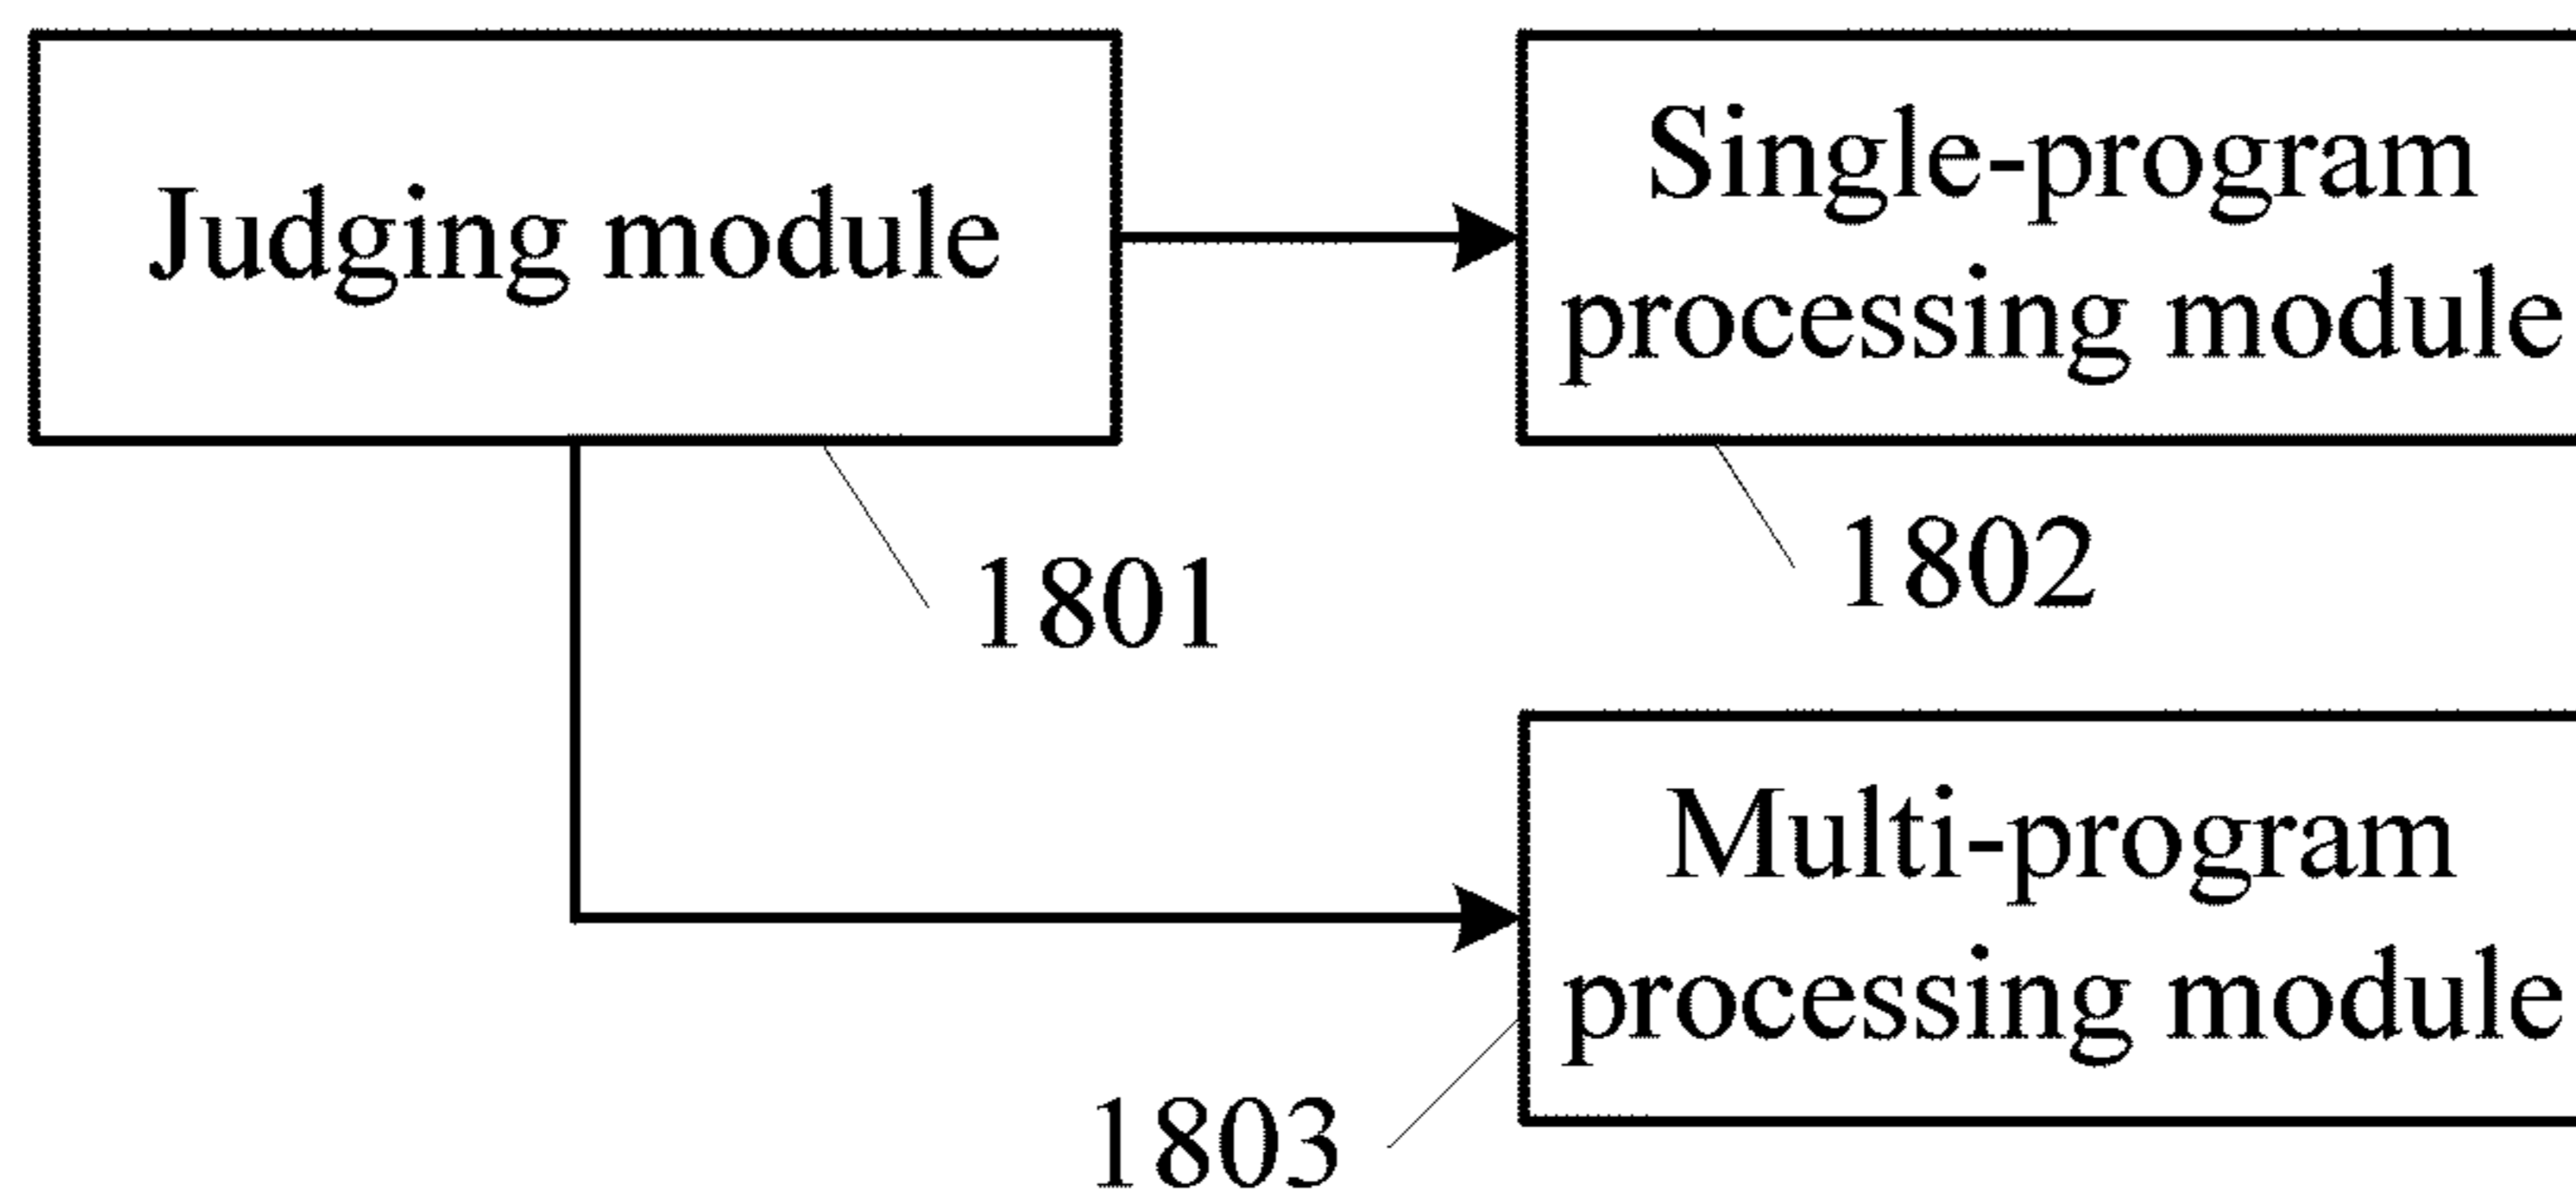 Judging module
Single-program
processing module
1801
1802
Multi-program
processing module
1803